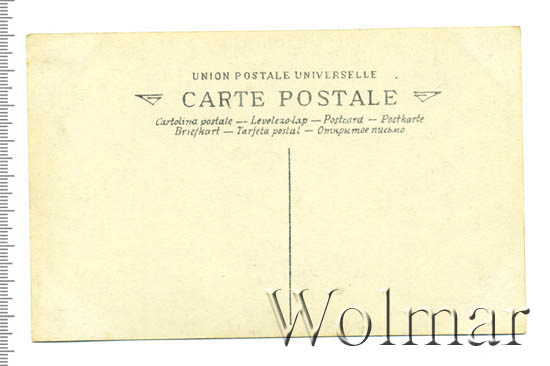 UNION POSTALE UNIVERSELLE
CARTE POSTALE
Cartolina postale — Levelezo-lap — Postcard — Postkarte
Briefkart — Tarjeta postal — Открытое письмо
Wolmar